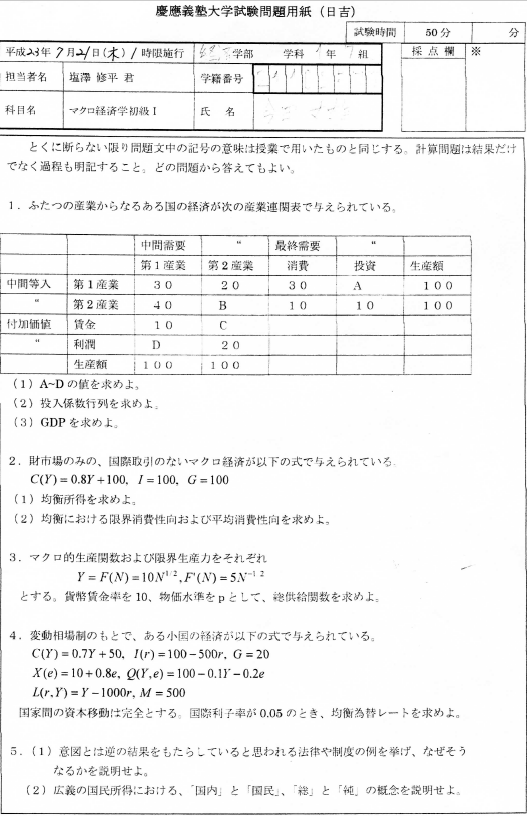 慶應義塾大学試験問題用紙(日吉)
試験時間 50分 分
平成23年7月21日(木)1時限施行 経済学部 学科 1年 組 採点欄 ※
担当者名 塩澤 修平 君 学籍番号
科目名 マクロ経済学初級Ⅰ 氏 名
とくに断らない限り問題文中の記号の意味は授業で用いたものと同じする。計算問題は結果だけ
でなく過程も明記すること。どの問題から答えてもよい。
1.ふたつの産業からなるある国の経済が次の産業連関表で与えられている。
中間需要 “ 最終需要 “
第1産業 第2産業 消費 投資 生産額
中間等入 第1産業 30 20 30 A 100
“ 第2産業 40 B 10 10 100
付加価値 賃金 10 C
“ 利潤 D 20
生産額 100 100
(1)A~Dの値を求めよ。
(2)投入係数行列を求めよ。
(3)GDPを求めよ。
2.財市場のみの、国際取引のないマクロ経済が以下の式で与えられている.
C(Y) = 0.8Y +100, I =100, G =100
(1)均衡所得を求めよ。
(2)均衡における限界消費性向および平均消費性向を求めよ。
3.マクロ的生産関数および限界生産力をそれぞれ
Y = F(N) =10N^{1/2}, F'(N) = 5N^{-1 2}
とする。貨幣賃金率を10、物価水準をpとして、総供給関数を求めよ。
4.変動相場制のもとで、ある小国の経済が以下の式で与えられている。
C(Y) = 0.7Y +50, I(r) =100−500r, G = 20
X(e) =10+0.8e, Q(Y,e) =100−0.1Y −0.2e
L(r,Y) = Y −1000r, M = 500
国家間の資本移動は完全とする。国際利子率が0.05のとき、均衡為替レートを求めよ。
5.(1)意図とは逆の結果をもたらしていると思われる法律や制度の例を挙げ、なぜそう
なるかを説明せよ。
(2)広義の国民所得における、「国内」と「国民」、「総」と「純」の概念を説明せよ。